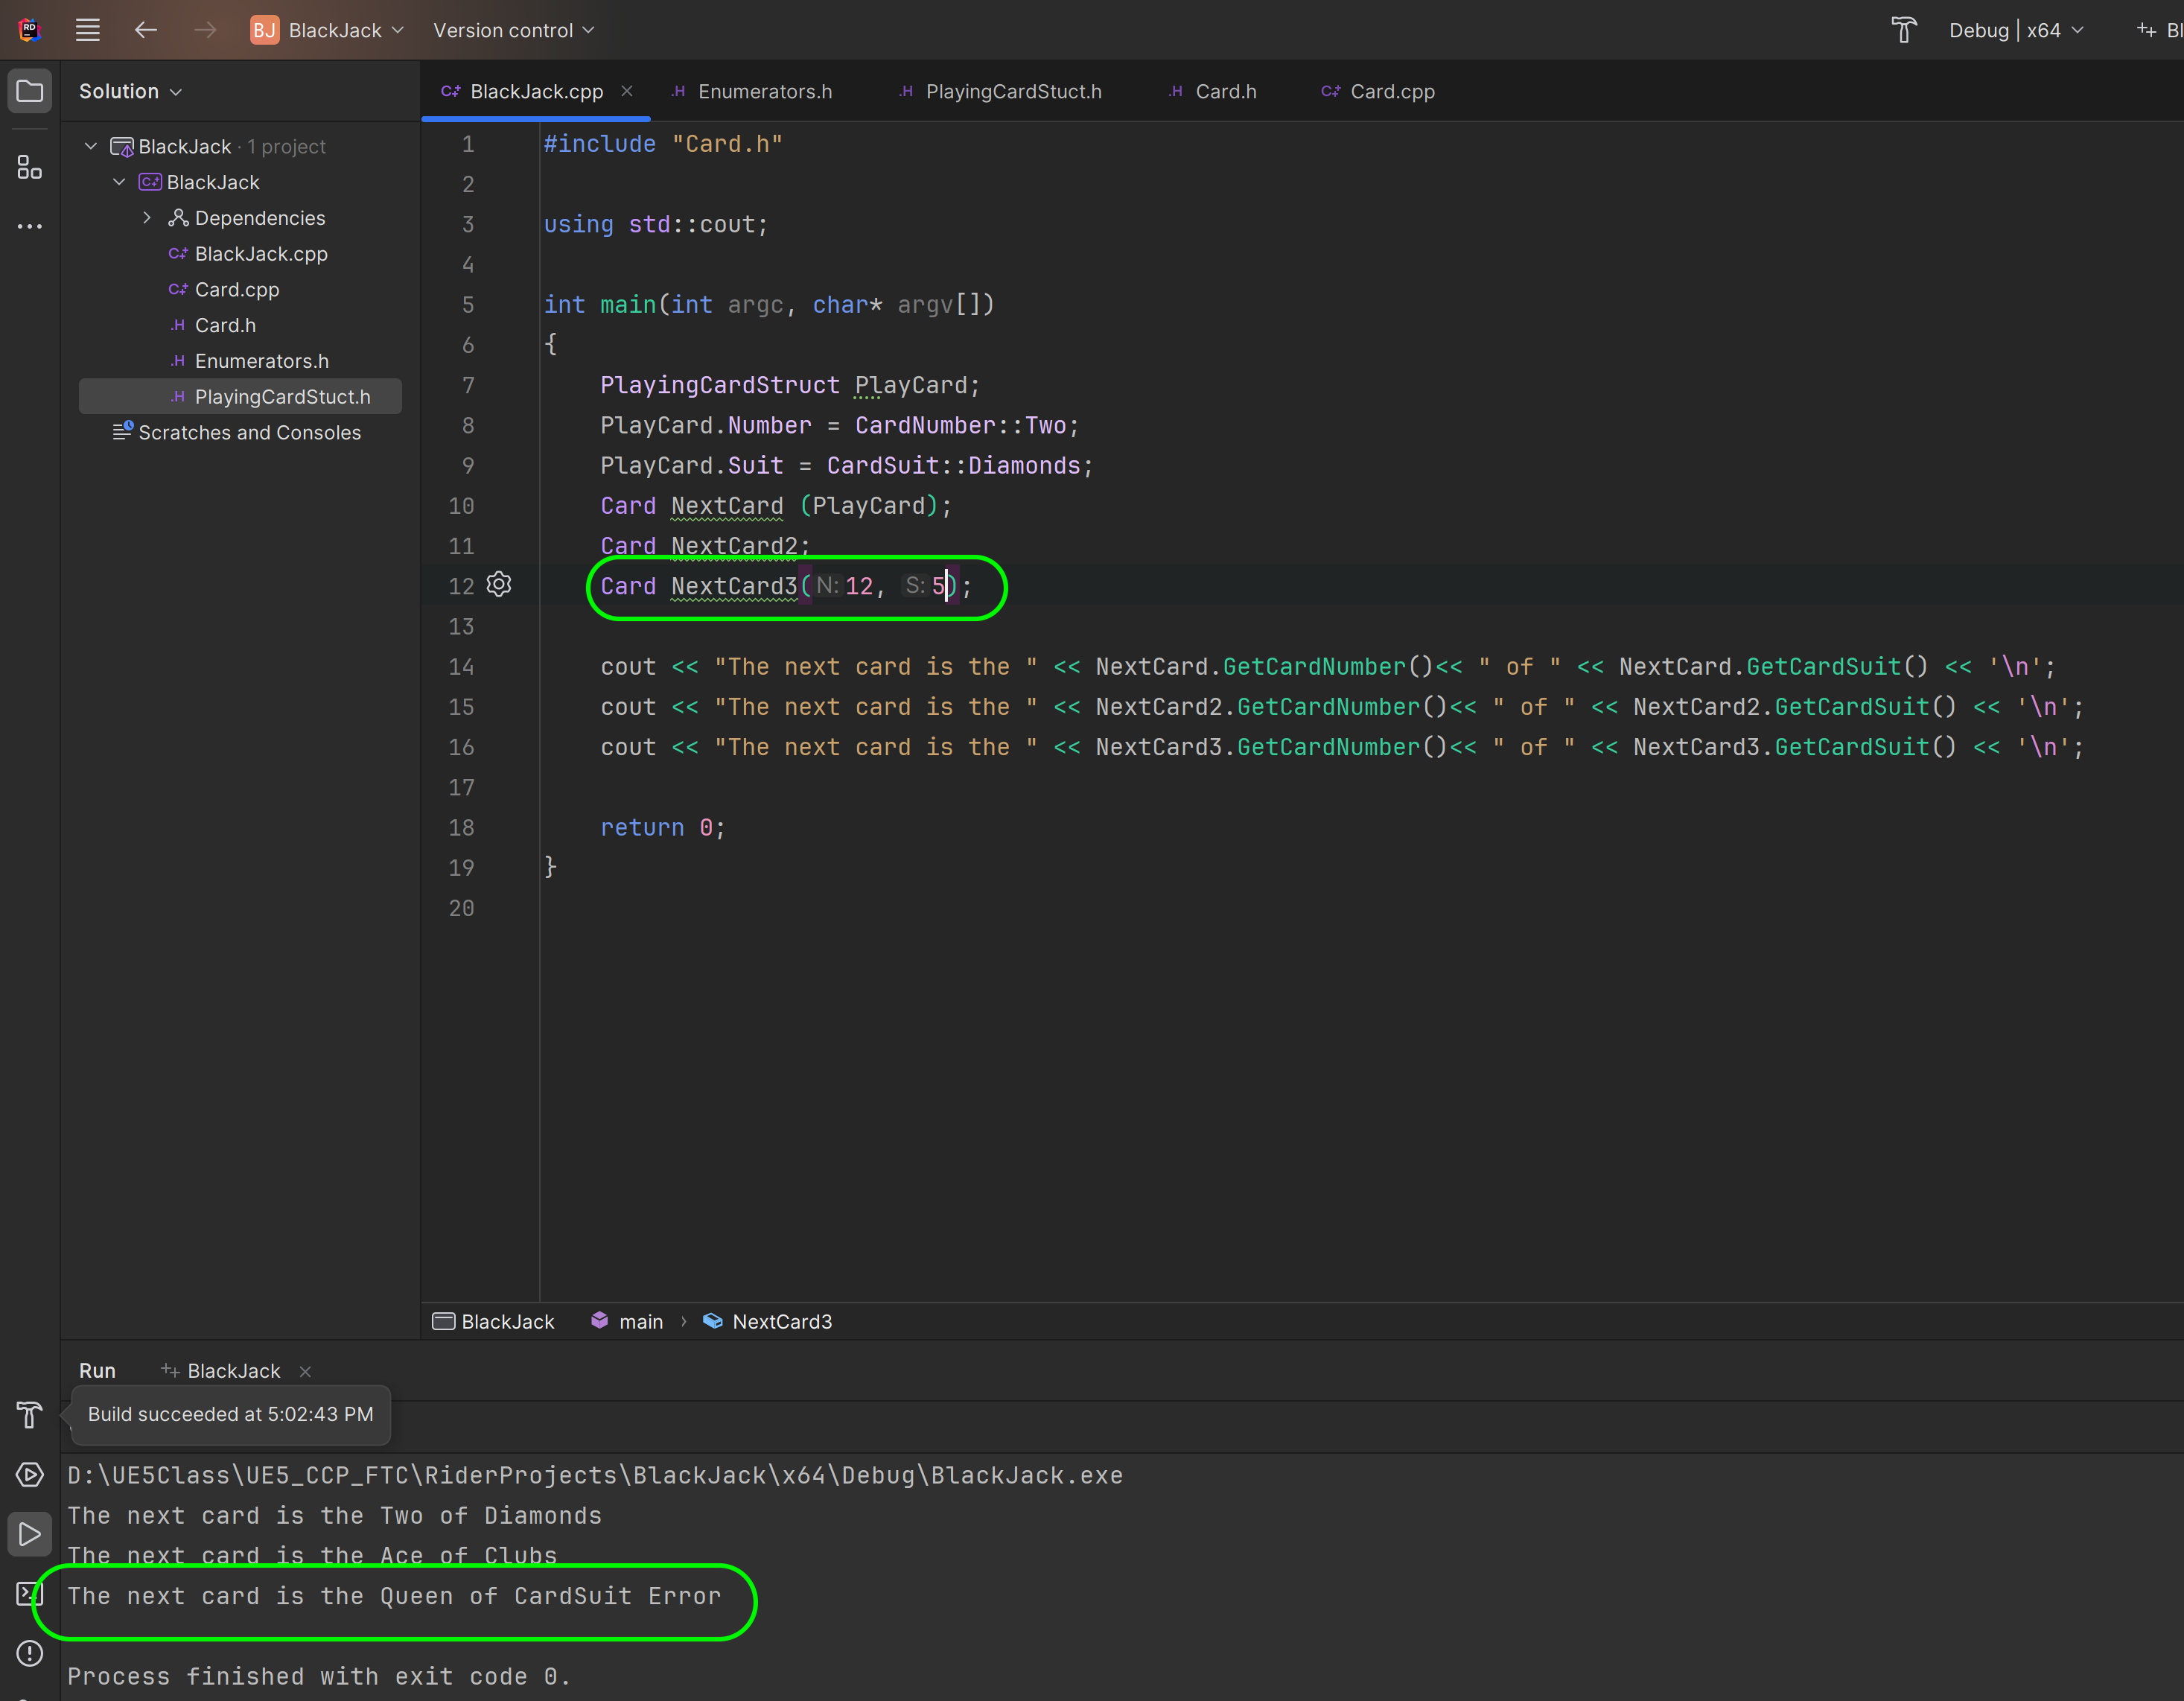 BJ BlackJack Version control Debug x64 Bl
Solution
BlackJack · 1 project
BlackJack
Dependencies
BlackJack.cpp
Card.cpp
Card.h
Enumerators.h
PlayingCardStuct.h
Scratches and Consoles
BlackJack.cpp Enumerators.h PlayingCardStuct.h Card.h Card.cpp
1 #include "Card.h"
2
3 using std::cout;
4
5 int main(int argc, char* argv[])
6 {
7 PlayingCardStruct PlayCard;
8 PlayCard.Number = CardNumber::Two;
9 PlayCard.Suit = CardSuit::Diamonds;
10 Card NextCard (PlayCard);
11 Card NextCard2;
12 Card NextCard3( N: 12, S: 5);
13
14 cout << "The next card is the " << NextCard.GetCardNumber()<< " of " << NextCard.GetCardSuit() << '\n';
15 cout << "The next card is the " << NextCard2.GetCardNumber()<< " of " << NextCard2.GetCardSuit() << '\n';
16 cout << "The next card is the " << NextCard3.GetCardNumber()<< " of " << NextCard3.GetCardSuit() << '\n';
17
18 return 0;
19 }
20
BlackJack main › NextCard3
Run BlackJack
Build succeeded at 5:02:43 PM
D:\UE5Class\UE5_CCP_FTC\RiderProjects\BlackJack\x64\Debug\BlackJack.exe
The next card is the Two of Diamonds
The next card is the Ace of Clubs
The next card is the Queen of CardSuit Error
Process finished with exit code 0.